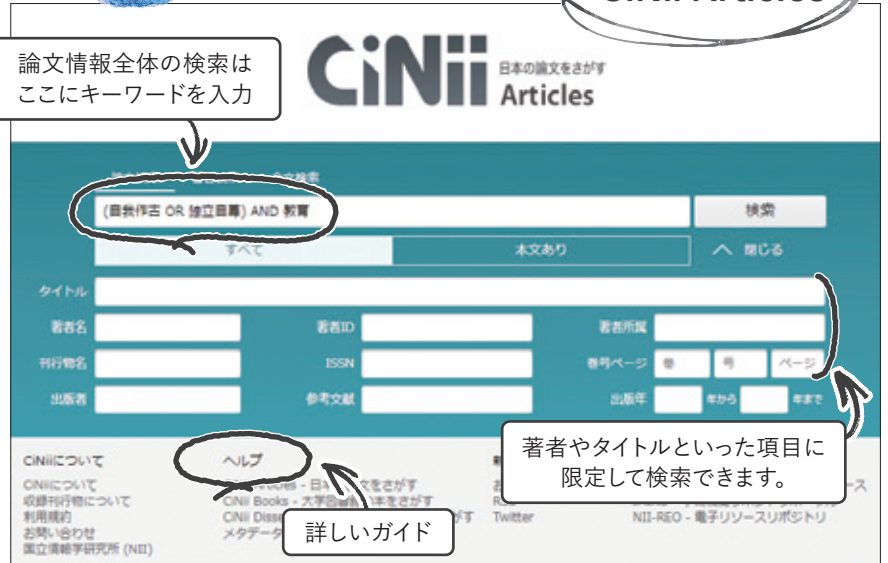 CiNii Articles
論文情報全体の検索は
ここにキーワードを入力
CiNii
日本の論文をさがす
Articles
(自我作古 OR 独立自尊) AND 教育
検索
すべて
本文あり
閉じる
タイトル
著者名
著者ID
著者所属
刊行物名
ISSN
巻号ページ
巻
号
ページ
出版者
参考文献
出版年
年から
年まで
著者やタイトルといった項目に
限定して検索できます。
CiNiiについて
ヘルプ
CiNiiについて
収録刊行物について
利用規約
お問い合わせ
国立情報学研究所 (NII)
CiNii Books - 大学図書館の本をさがす
Twitter
NII-REO - 電子リソースリポジトリ
詳しいガイド